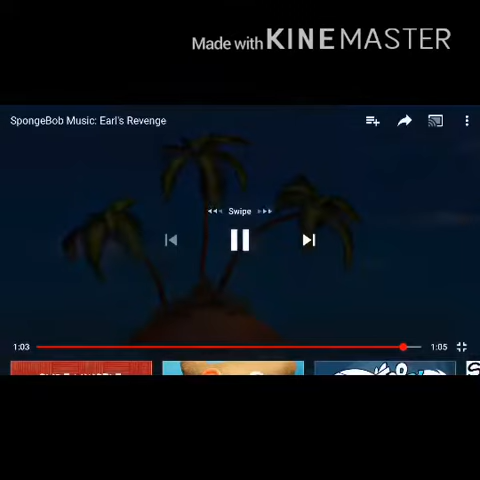 Made with KINEMASTER
SpongeBob Music: Earl's Revenge
Swipe
1:03
1:05